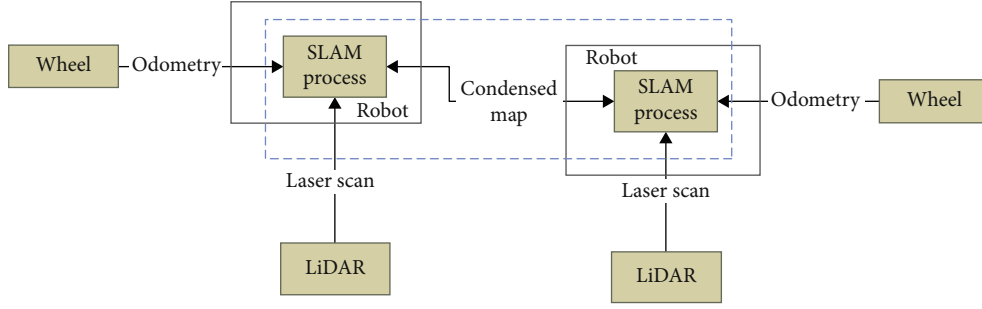 Wheel
Odometry
SLAM
process
Robot
Laser scan
LiDAR
Condensed
map
Robot
SLAM
process
Odometry
Wheel
Laser scan
LiDAR